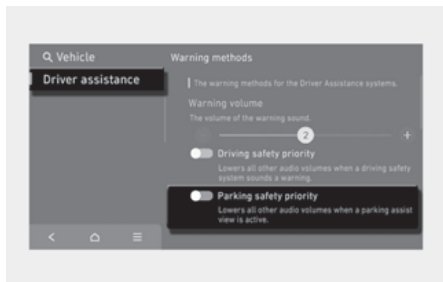 Vehicle
Warning methods
Driver assistance
The warning methods for the Driver Assistance systems.
Warning volume
The volume of the warning sound.
2
+
Driving safety priority
Lowers all other audio volumes when a driving safety
system sounds a warning.
Parking safety priority
Lowers all other audio volumes when a parking assist
view is active.